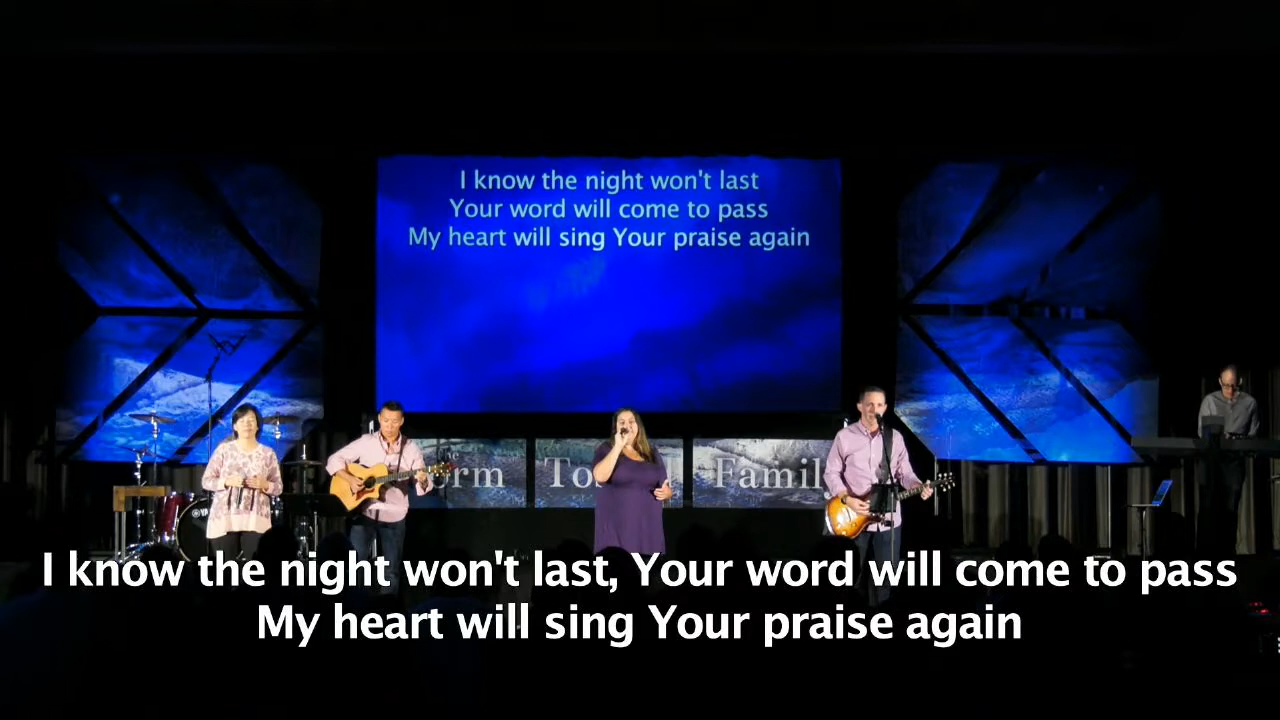 I know the night won't last
Your word will come to pass
My heart will sing Your praise again
Family
I know the night won't last, Your word will come to pass
My heart will sing Your praise again